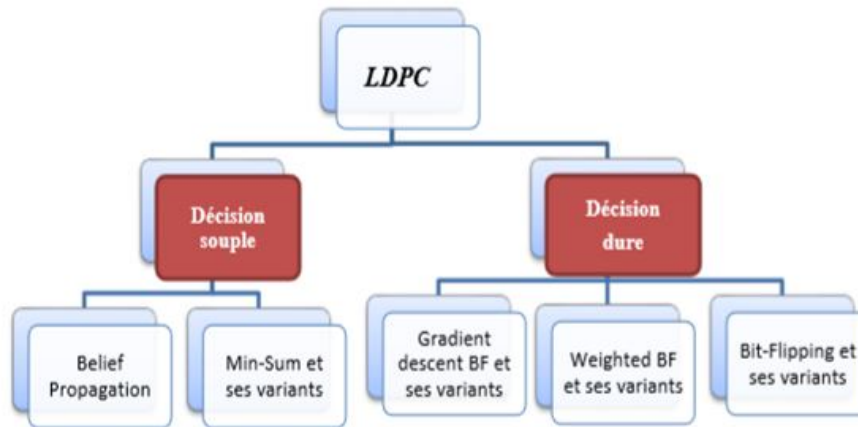 LDPC
Décision
souple
Décision
dure
Belief
Propagation
Min-Sum et
ses variants
Gradient
descent BF et
ses variants
Weighted BF
et ses variants
Bit-Flipping et
ses variants